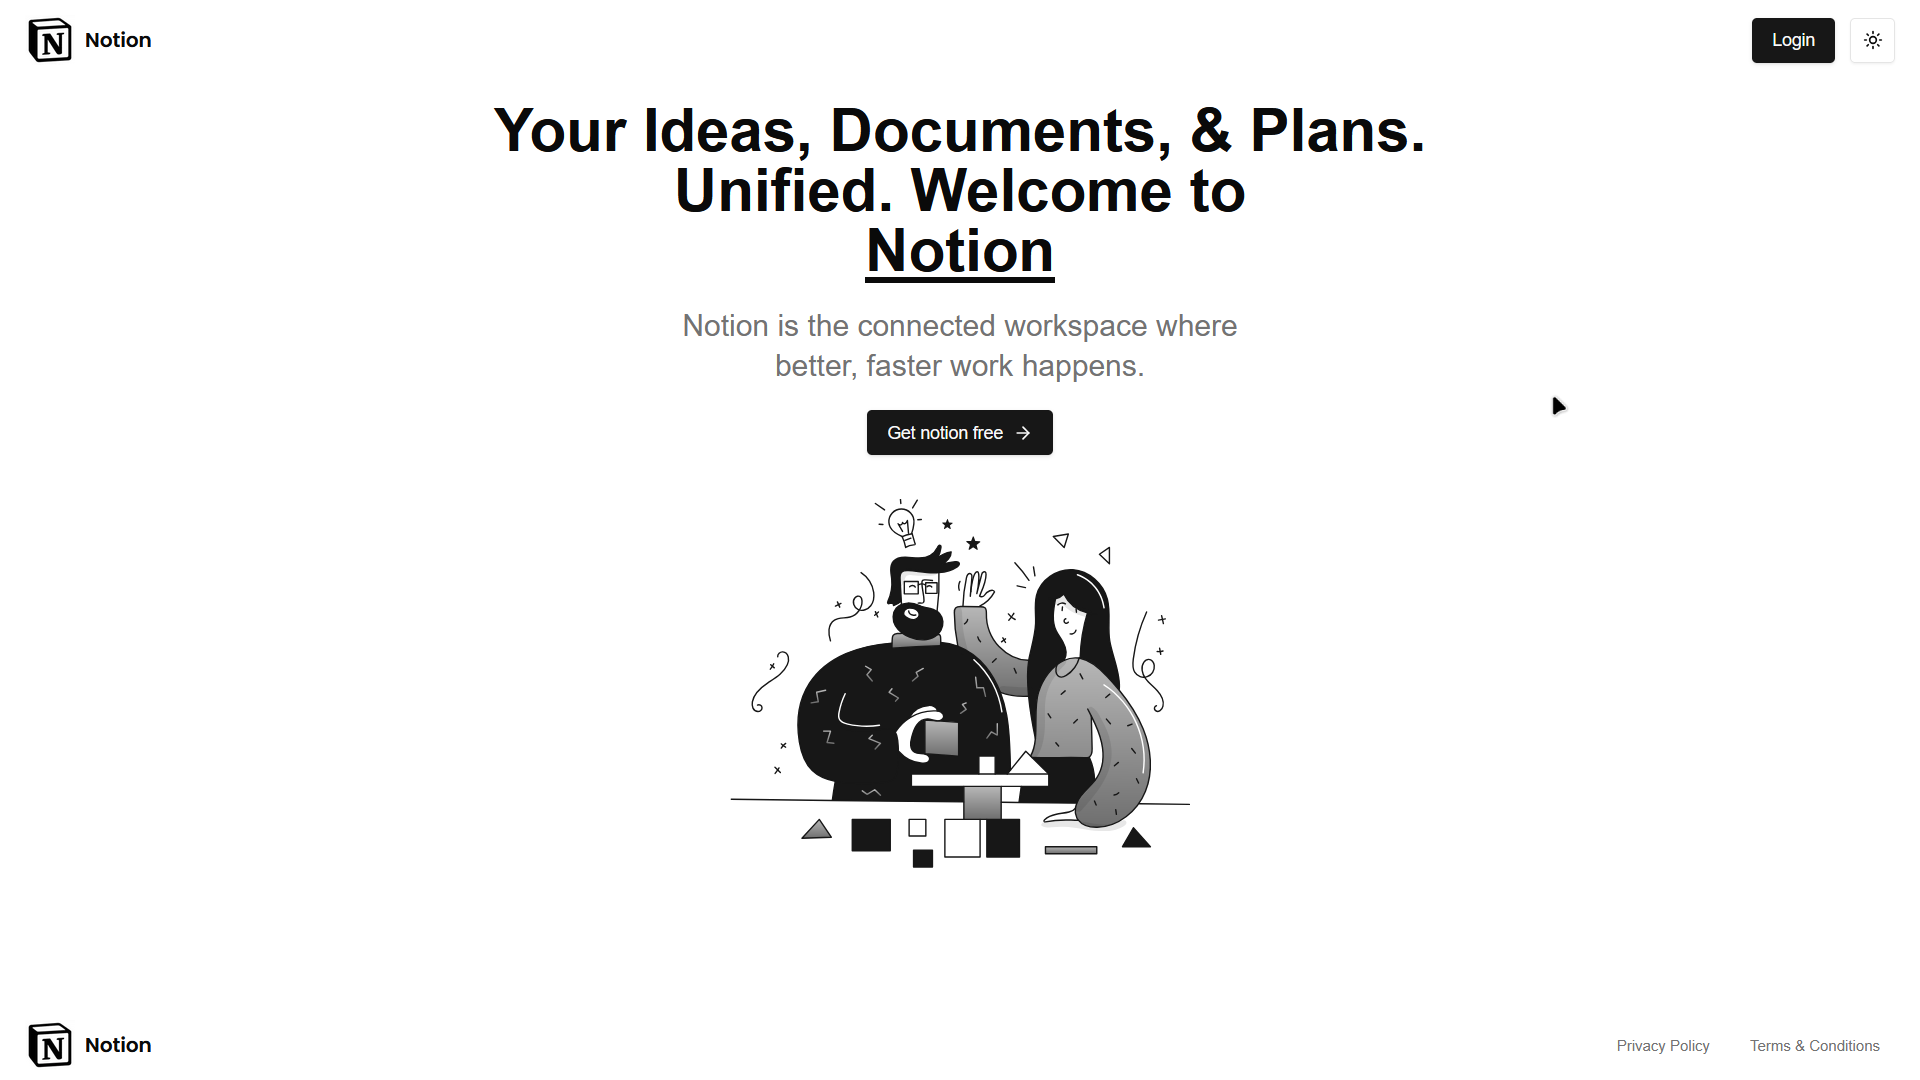 Notion
Login
Your Ideas, Documents, & Plans.
Unified. Welcome to
Notion
Notion is the connected workspace where
better, faster work happens.
Get notion free
Notion
Privacy Policy
Terms & Conditions